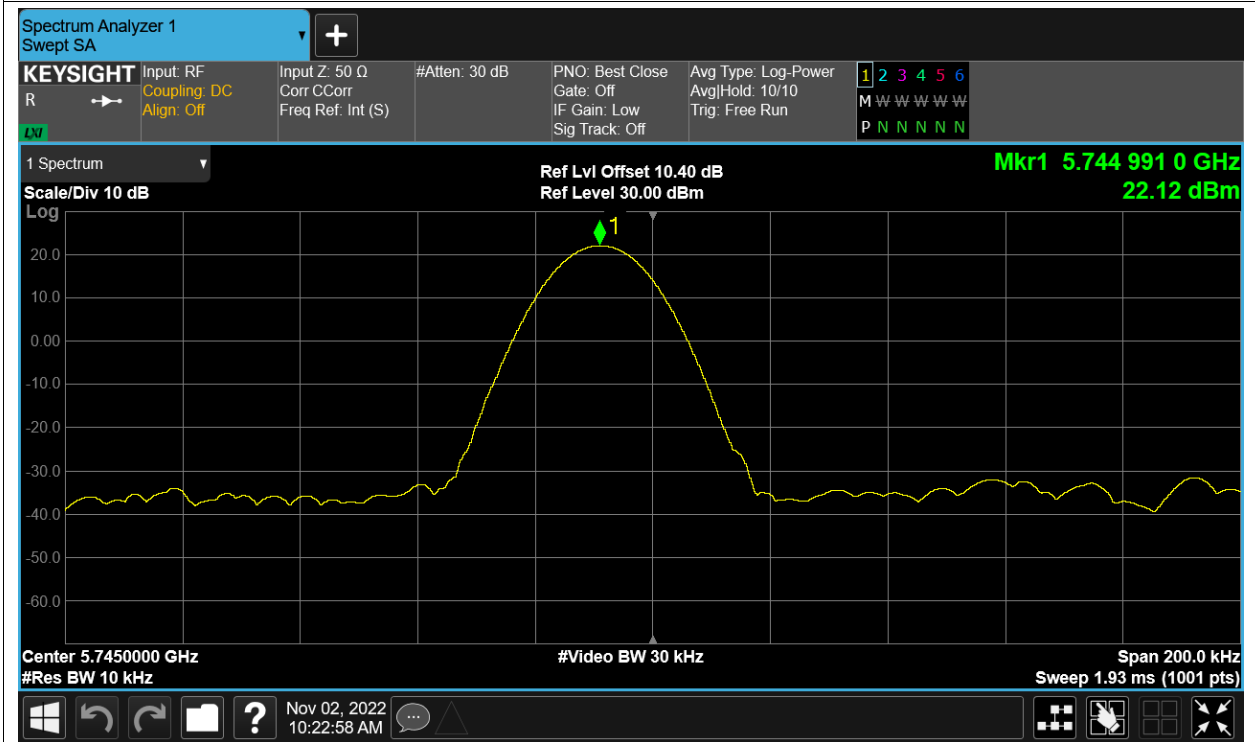 Spectrum Analyzer 1
Swept SA
+
KEYSIGHT
R
LXI
Input: RF
Coupling: DC
Align: Off
Input Z: 50 Ω
Corr CCorr
Freq Ref: Int (S)
#Atten: 30 dB
PNO: Best Close
Gate: Off
IF Gain: Low
Sig Track: Off
Avg Type: Log-Power
Avg|Hold: 10/10
Trig: Free Run
1 2 3 4 5 6
M W W W W W
P N N N N N
1 Spectrum
Scale/Div 10 dB
Log
Ref Lvl Offset 10.40 dB
Ref Level 30.00 dBm
Mkr1 5.744 991 0 GHz
22.12 dBm
1
20.0
10.0
0.00
-10.0
-20.0
-30.0
-40.0
-50.0
-60.0
Center 5.7450000 GHz
#Res BW 10 kHz
#Video BW 30 kHz
Span 200.0 kHz
Sweep 1.93 ms (1001 pts)
?
Nov 02, 2022
10:22:58 AM